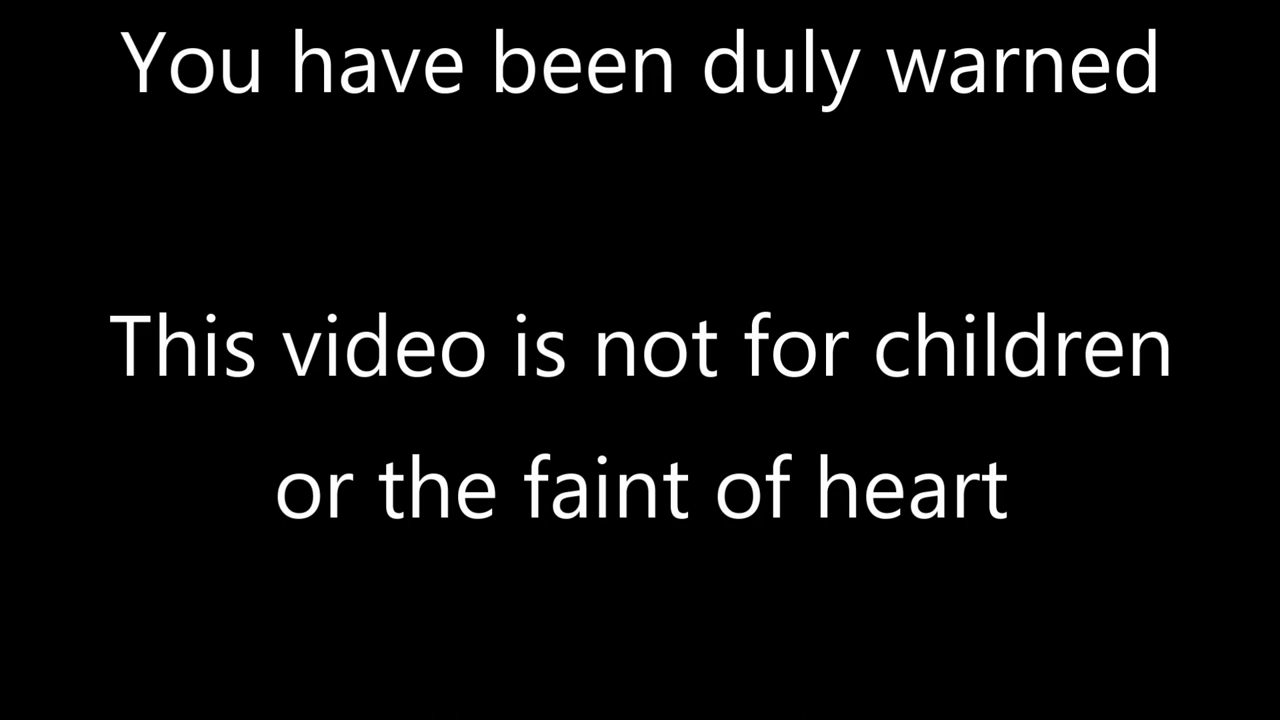 You have been duly warned
This video is not for children
or the faint of heart